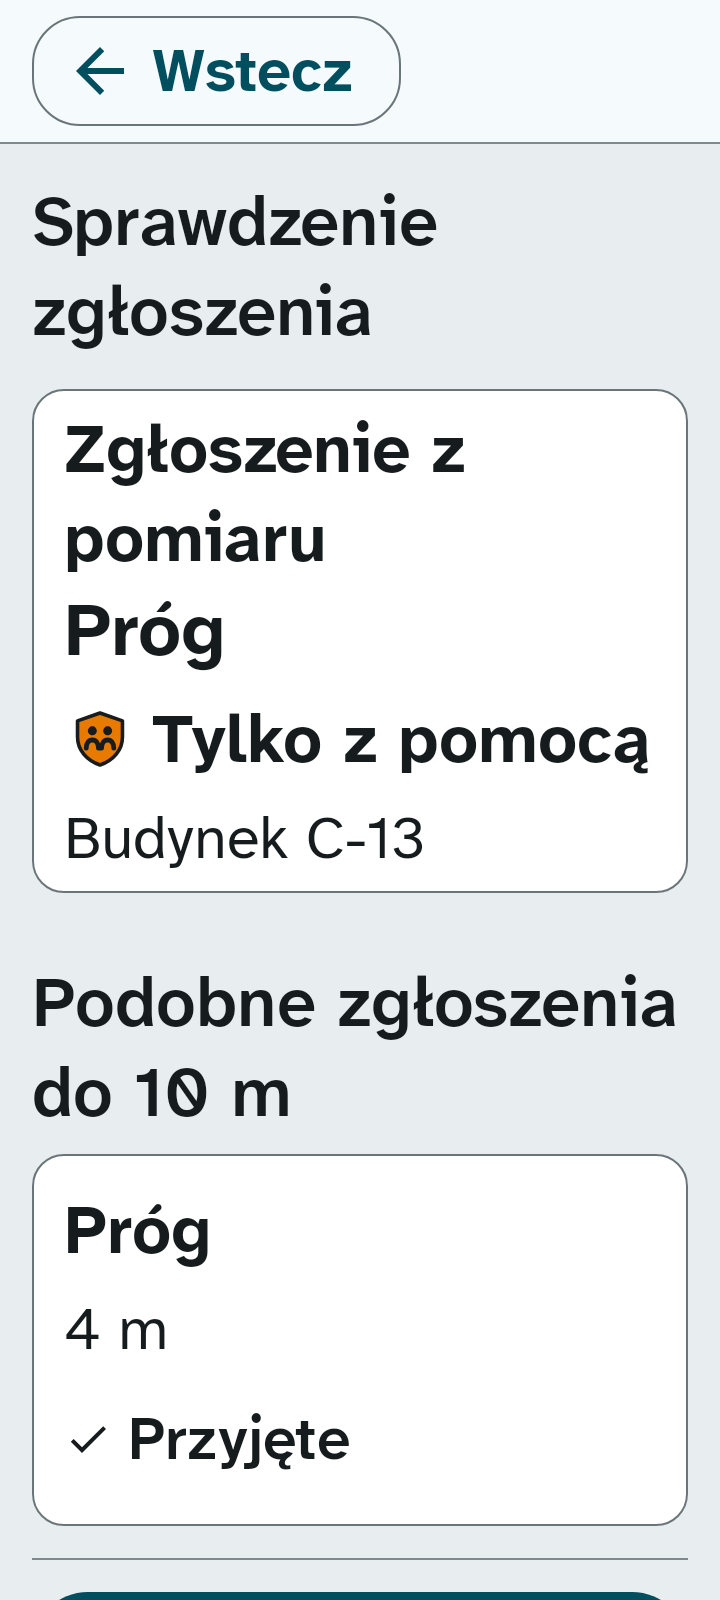 Wstecz
Sprawdzenie
zgłoszenia
Zgłoszenie z
pomiaru
Próg
Tylko z pomocą
Budynek C-13
Podobne zgłoszenia
do 10 m
Próg
4 m
Przyjęte